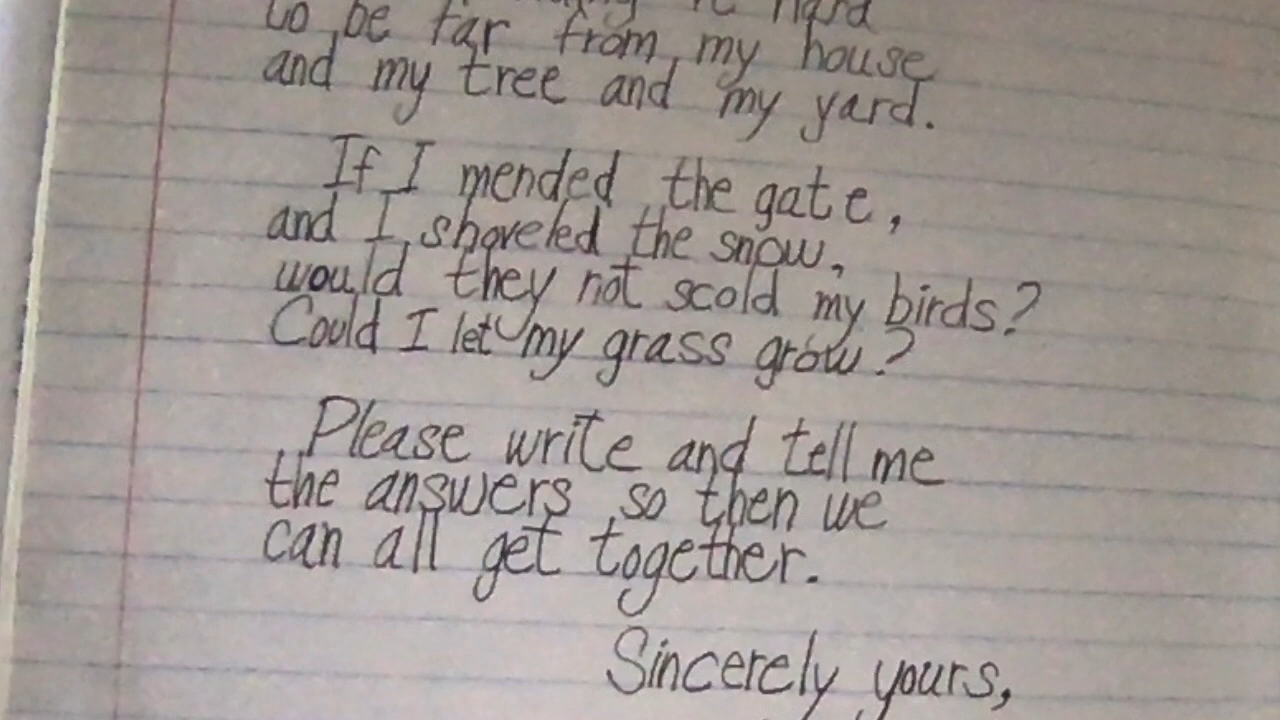 it hard
to be far from my house
and my tree and my yard.
If I mended the gate,
and I shoveled the snow,
would they not scold my birds?
Could I let my grass grow?
Please write and tell me
the answers so then we
can all get together.
Sincerely yours,